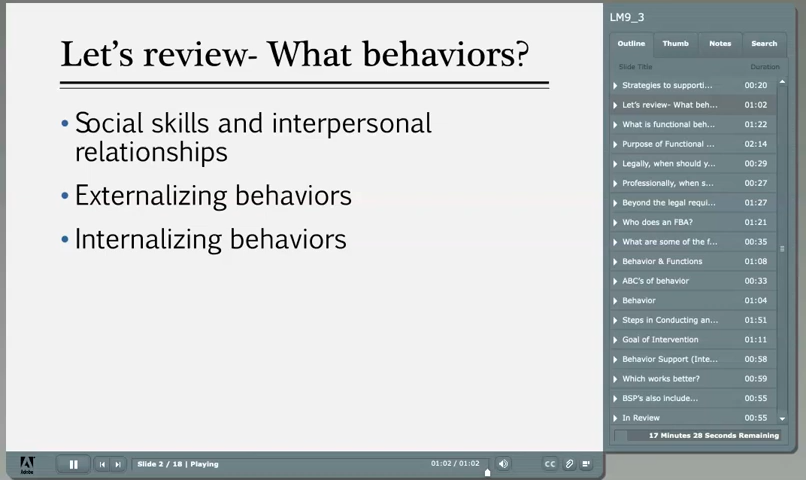 Let's review- What behaviors?
• Social skills and interpersonal
relationships
• Externalizing behaviors
• Internalizing behaviors
LM9_3
Outline Thumb Notes Search
Slide Title Duration
Strategies to supporti... 00:20
Let's review- What beh... 01:02
What is functional beh... 01:22
Purpose of Functional ... 02:14
Legally, when should y... 00:29
Professionally, when s... 00:27
Beyond the legal requi... 01:27
Who does an FBA? 01:21
What are some of the f... 00:35
Behavior & Functions 01:08
ABC's of behavior 00:33
Behavior 01:04
Steps in Conducting an... 01:51
Goal of Intervention 01:11
Behavior Support (Inte... 00:58
Which works better? 00:59
BSP's also include... 00:55
In Review 00:55
17 Minutes 28 Seconds Remaining
Adobe
Slide 2 / 18 | Playing 01:02 / 01:02 CC